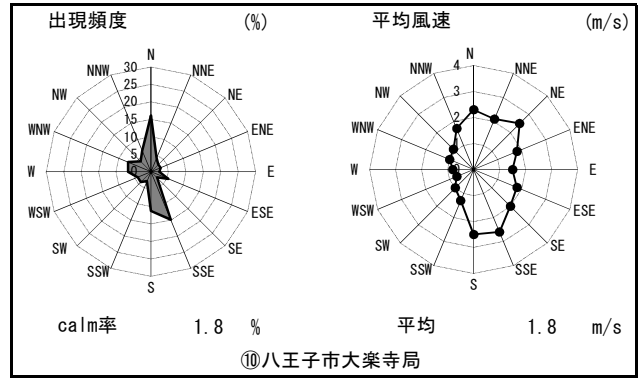 出現頻度 (%)
N
NNW NNE
NW NE
WNW ENE
W E
WSW ESE
SW SE
SSW SSE
S
30
25
20
15
10
5
0
calm率 1.8 %
平均風速 (m/s)
N
NNW NNE
NW NE
WNW ENE
W E
WSW ESE
SW SE
SSW SSE
S
4
3
2
平均 1.8 m/s
⑩八王子市大楽寺局